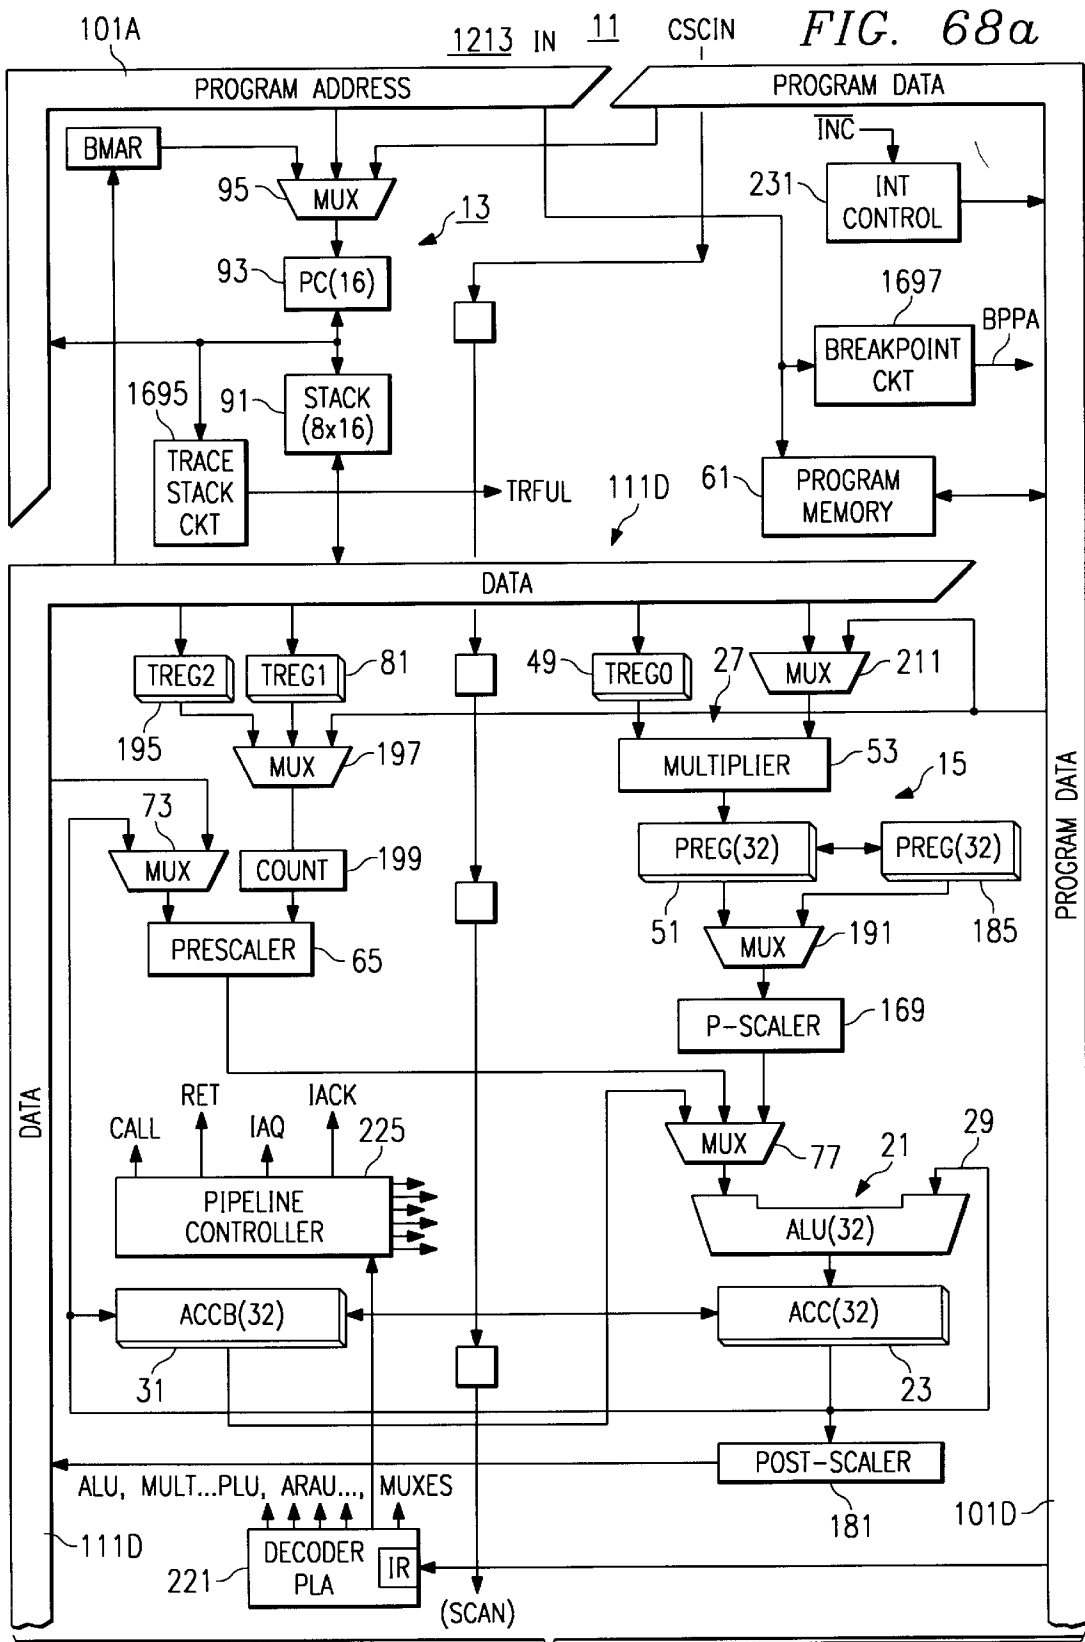 101A
1213 IN
11
CSCIN
FIG. 68a
PROGRAM ADDRESS
PROGRAM DATA
BMAR
95
MUX
13
INC
231
INT
CONTROL
93
PC(16)
1697
BREAKPOINT
CKT
BPPA
1695
91
STACK
(8x16)
TRACE
STACK
CKT
TRFUL
111D
61
PROGRAM
MEMORY
DATA
TREG2
TREG1
81
49
TREG0
27
MUX
211
195
MUX
197
MULTIPLIER
53
15
73
MUX
COUNT
199
PREG(32)
PREG(32)
51
MUX
191
185
PRESCALER
65
P-SCALER
169
PROGRAM DATA
DATA
CALL
RET
IAQ
IACK
225
PIPELINE
CONTROLLER
MUX
77
21
29
ALU(32)
ACCB(32)
31
ACC(32)
23
POST-SCALER
181
101D
ALU, MULT...PLU, ARAU..., MUXES
111D
221
DECODER
PLA
IR
(SCAN)